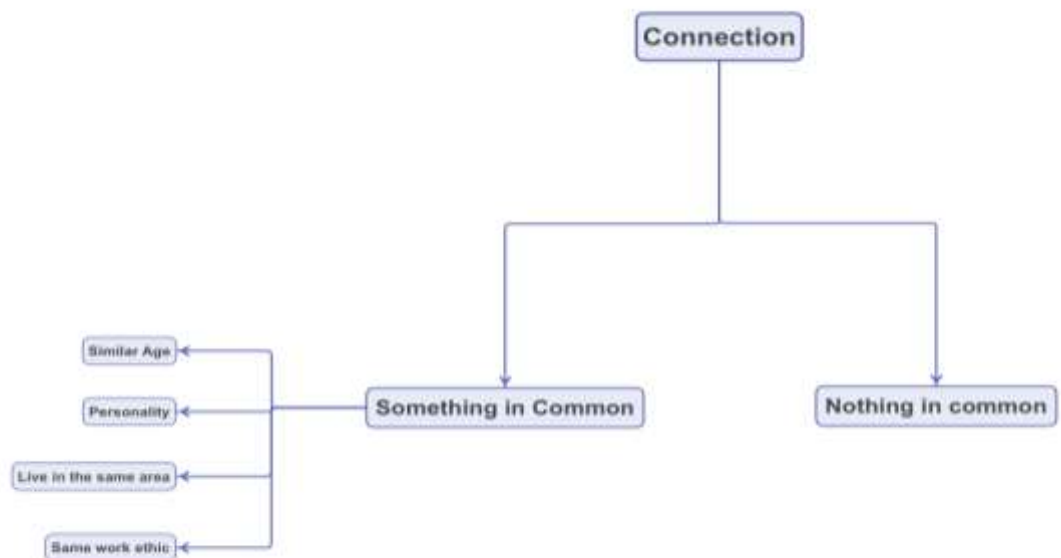 Connection
Something in Common
Nothing in common
Similar Age
Personality
Live in the same area
Same work ethic